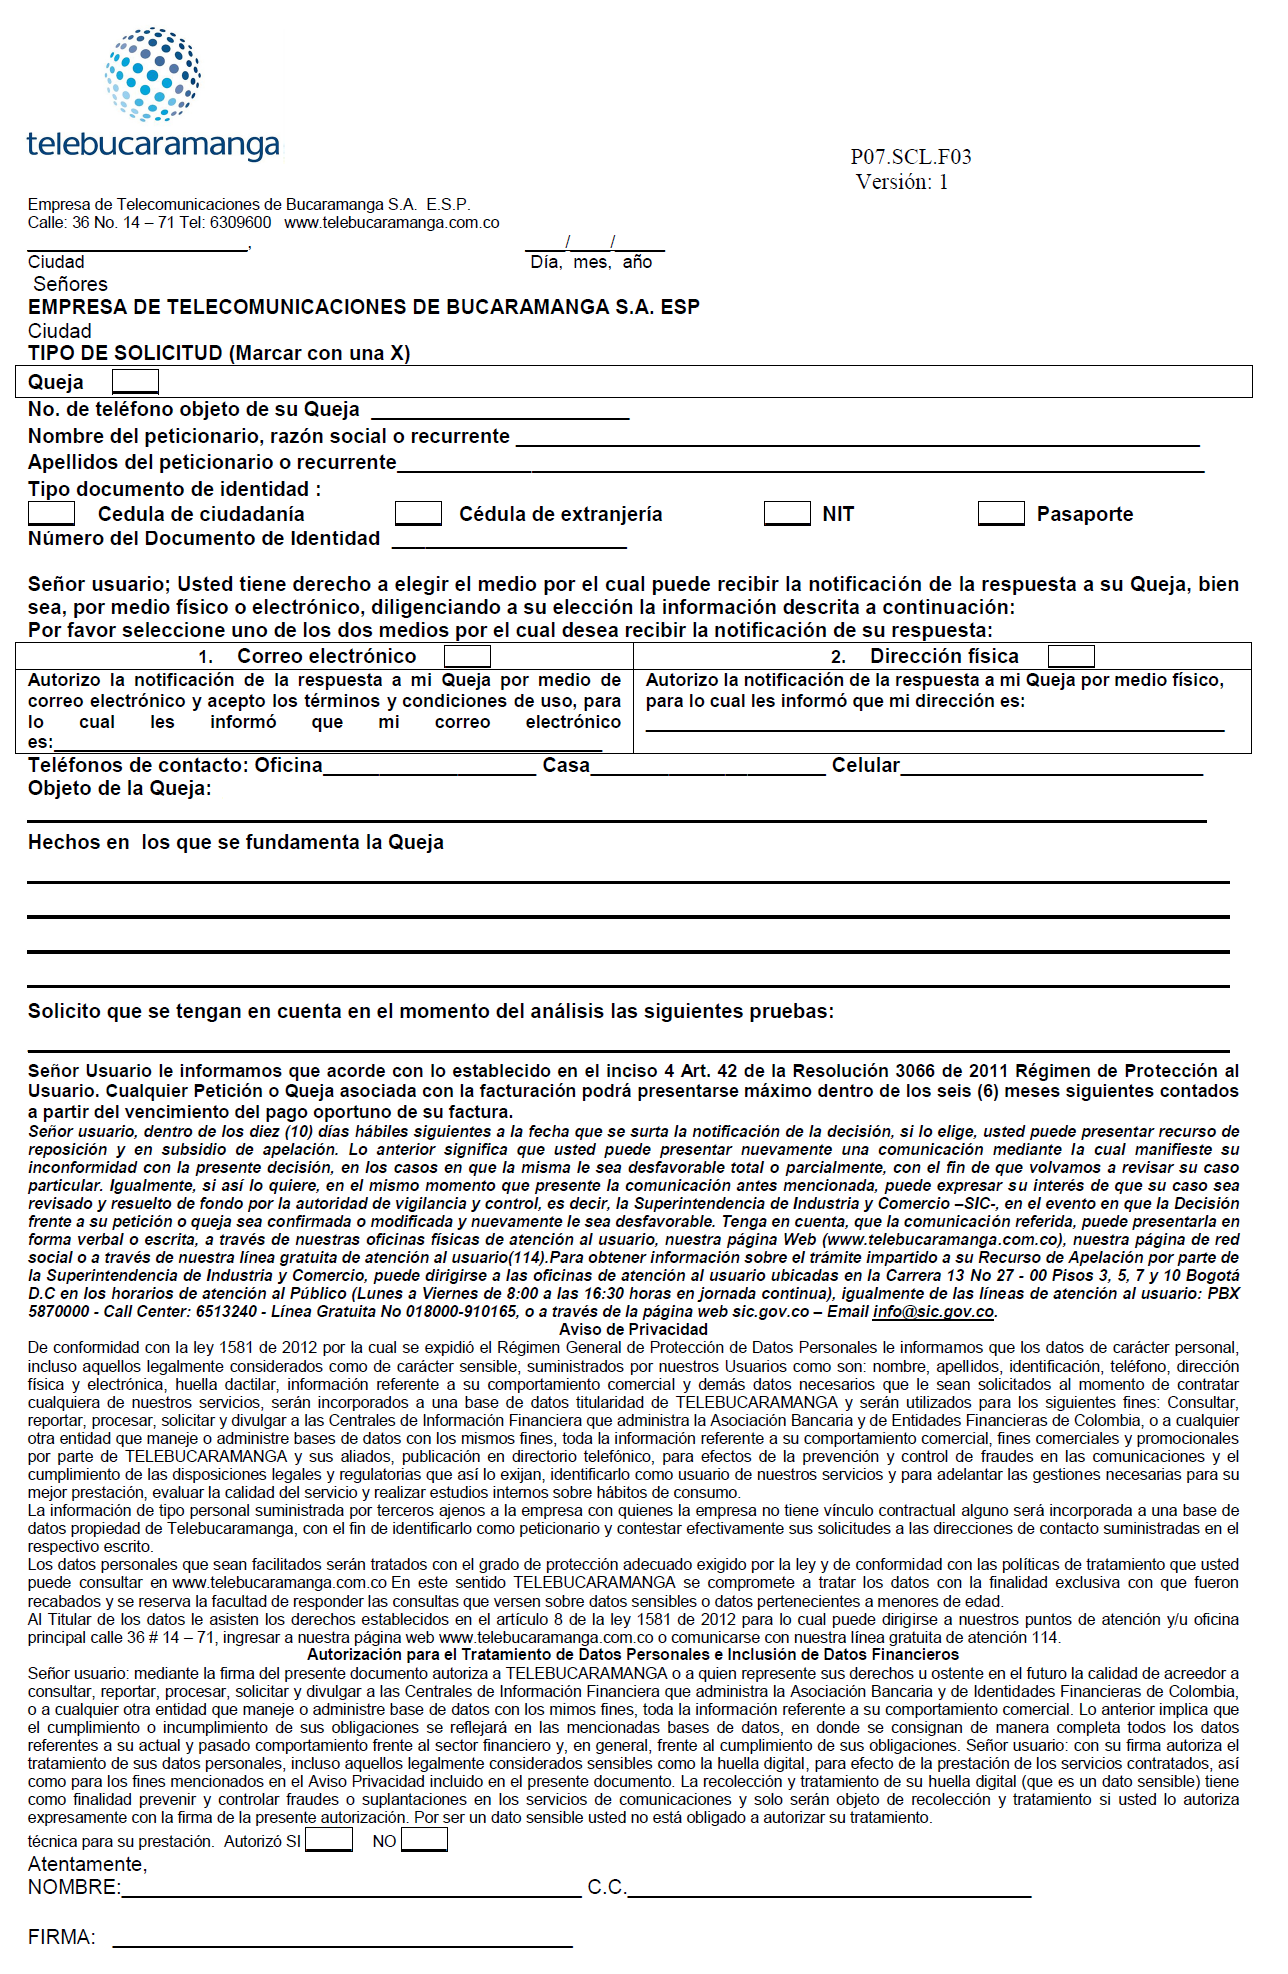 telebucaramanga
P07.SCL.F03
Versión: 1
Empresa de Telecomunicaciones de Bucaramanga S.A. E.S.P.
Calle: 36 No. 14 – 71 Tel: 6309600 www.telebucaramanga.com.co
______________________, ____/____/_____
Ciudad Día, mes, año
Señores
EMPRESA DE TELECOMUNICACIONES DE BUCARAMANGA S.A. ESP
Ciudad
TIPO DE SOLICITUD (Marcar con una X)
Queja
No. de teléfono objeto de su Queja _______________________
Nombre del peticionario, razón social o recurrente _____________________________________________
Apellidos del peticionario o recurrente_____________________________________________
Tipo documento de identidad :
Cedula de ciudadanía Cédula de extranjería NIT Pasaporte
Número del Documento de Identidad _____________________
Señor usuario; Usted tiene derecho a elegir el medio por el cual puede recibir la notificación de la respuesta a su Queja, bien
sea, por medio físico o electrónico, diligenciando a su elección la información descrita a continuación:
Por favor seleccione uno de los dos medios por el cual desea recibir la notificación de su respuesta:
1. Correo electrónico
Autorizo la notificación de la respuesta a mi Queja por medio de
correo electrónico y acepto los términos y condiciones de uso, para
lo cual les informó que mi correo electrónico
es:_____________________________________________
2. Dirección física
Autorizo la notificación de la respuesta a mi Queja por medio físico,
para lo cual les informó que mi dirección es:
_____________________________________________
Teléfonos de contacto: Oficina___________________ Casa_____________________ Celular___________________________
Objeto de la Queja:
Hechos en los que se fundamenta la Queja
Solicito que se tengan en cuenta en el momento del análisis las siguientes pruebas:
Señor Usuario le informamos que acorde con lo establecido en el inciso 4 Art. 42 de la Resolución 3066 de 2011 Régimen de Protección al
Usuario. Cualquier Petición o Queja asociada con la facturación podrá presentarse máximo dentro de los seis (6) meses siguientes contados
a partir del vencimiento del pago oportuno de su factura.
Señor usuario, dentro de los diez (10) días hábiles siguientes a la fecha que se surta la notificación de la decisión, si lo elige, usted puede presentar recurso de
reposición y en subsidio de apelación. Lo anterior significa que usted puede presentar nuevamente una comunicación mediante la cual manifieste su
inconformidad con la presente decisión, en los casos en que la misma le sea desfavorable total o parcialmente, con el fin de que volvamos a revisar su caso
particular. Igualmente, si así lo quiere, en el mismo momento que presente la comunicación antes mencionada, puede expresar su interés de que su caso sea
revisado y resuelto de fondo por la autoridad de vigilancia y control, es decir, la Superintendencia de Industria y Comercio –SIC-, en el evento en que la Decisión
frente a su petición o queja sea confirmada o modificada y nuevamente le sea desfavorable. Tenga en cuenta, que la comunicación referida, puede presentarla en
forma verbal o escrita, a través de nuestras oficinas físicas de atención al usuario, nuestra página Web (www.telebucaramanga.com.co), nuestra página de red
social o a través de nuestra línea gratuita de atención al usuario(114).Para obtener información sobre el trámite impartido a su Recurso de Apelación por parte de
la Superintendencia de Industria y Comercio, puede dirigirse a las oficinas de atención al usuario ubicadas en la Carrera 13 No 27 - 00 Pisos 3, 5, 7 y 10 Bogotá
D.C en los horarios de atención al Público (Lunes a Viernes de 8:00 a las 16:30 horas en jornada continua), igualmente de las líneas de atención al usuario: PBX
5870000 - Call Center: 6513240 - Línea Gratuita No 018000-910165, o a través de la página web sic.gov.co – Email info@sic.gov.co.
Aviso de Privacidad
De conformidad con la ley 1581 de 2012 por la cual se expidió el Régimen General de Protección de Datos Personales le informamos que los datos de carácter personal,
incluso aquellos legalmente considerados como de carácter sensible, suministrados por nuestros Usuarios como son: nombre, apellidos, identificación, teléfono, dirección
física y electrónica, huella dactilar, información referente a su comportamiento comercial y demás datos necesarios que le sean solicitados al momento de contratar
cualquiera de nuestros servicios, serán incorporados a una base de datos titularidad de TELEBUCARAMANGA y serán utilizados para los siguientes fines: Consultar,
reportar, procesar, solicitar y divulgar a las Centrales de Información Financiera que administra la Asociación Bancaria y de Entidades Financieras de Colombia, o a cualquier
otra entidad que maneje o administre bases de datos con los mismos fines, toda la información referente a su comportamiento comercial, fines comerciales y promocionales
por parte de TELEBUCARAMANGA y sus aliados, publicación en directorio telefónico, para efectos de la prevención y control de fraudes en las comunicaciones y el
cumplimiento de las disposiciones legales y regulatorias que así lo exijan, identificarlo como usuario de nuestros servicios y para adelantar las gestiones necesarias para su
mejor prestación, evaluar la calidad del servicio y realizar estudios internos sobre hábitos de consumo.
La información de tipo personal suministrada por terceros ajenos a la empresa con quienes la empresa no tiene vínculo contractual alguno será incorporada a una base de
datos propiedad de Telebucaramanga, con el fin de identificarlo como peticionario y contestar efectivamente sus solicitudes a las direcciones de contacto suministradas en el
respectivo escrito.
Los datos personales que sean facilitados serán tratados con el grado de protección adecuado exigido por la ley y de conformidad con las políticas de tratamiento que usted
puede consultar en www.telebucaramanga.com.co En este sentido TELEBUCARAMANGA se compromete a tratar los datos con la finalidad exclusiva con que fueron
recabados y se reserva la facultad de responder las consultas que versen sobre datos sensibles o datos pertenecientes a menores de edad.
Al Titular de los datos le asisten los derechos establecidos en el artículo 8 de la ley 1581 de 2012 para lo cual puede dirigirse a nuestros puntos de atención y/u oficina
principal calle 36 # 14 – 71, ingresar a nuestra página web www.telebucaramanga.com.co o comunicarse con nuestra línea gratuita de atención 114.
Autorización para el Tratamiento de Datos Personales e Inclusión de Datos Financieros
Señor usuario: mediante la firma del presente documento autoriza a TELEBUCARAMANGA o a quien represente sus derechos u ostente en el futuro la calidad de acreedor a
consultar, reportar, procesar, solicitar y divulgar a las Centrales de Información Financiera que administra la Asociación Bancaria y de Identidades Financieras de Colombia,
o a cualquier otra entidad que maneje o administre base de datos con los mimos fines, toda la información referente a su comportamiento comercial. Lo anterior implica que
el cumplimiento o incumplimiento de sus obligaciones se reflejará en las mencionadas bases de datos, en donde se consignan de manera completa todos los datos
referentes a su actual y pasado comportamiento frente al sector financiero y, en general, frente al cumplimiento de sus obligaciones. Señor usuario: con su firma autoriza el
tratamiento de sus datos personales, incluso aquellos legalmente considerados sensibles como la huella digital, para efecto de la prestación de los servicios contratados, así
como para los fines mencionados en el Aviso Privacidad incluido en el presente documento. La recolección y tratamiento de su huella digital (que es un dato sensible) tiene
como finalidad prevenir y controlar fraudes o suplantaciones en los servicios de comunicaciones y solo serán objeto de recolección y tratamiento si usted lo autoriza
expresamente con la firma de la presente autorización. Por ser un dato sensible usted no está obligado a autorizar su tratamiento.
técnica para su prestación. Autorizó SI NO
Atentamente,
NOMBRE:_________________________________________ C.C.____________________________________
FIRMA: _________________________________________